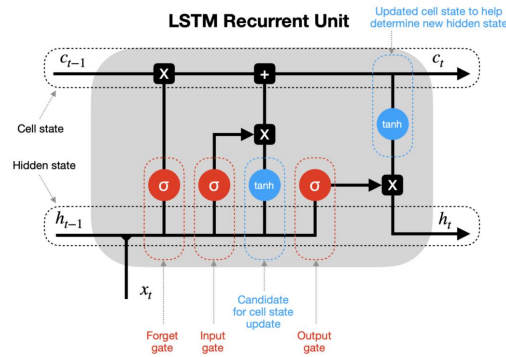 LSTM Recurrent Unit
Updated cell state to help
determine new hidden state
c_{t-1}
c_t
x
+
Cell state
tanh
x
Hidden state
σ
σ
tanh
σ
x
h_{t-1}
h_t
x_t
Forget
gate
Input
gate
Candidate
for cell state
update
Output
gate